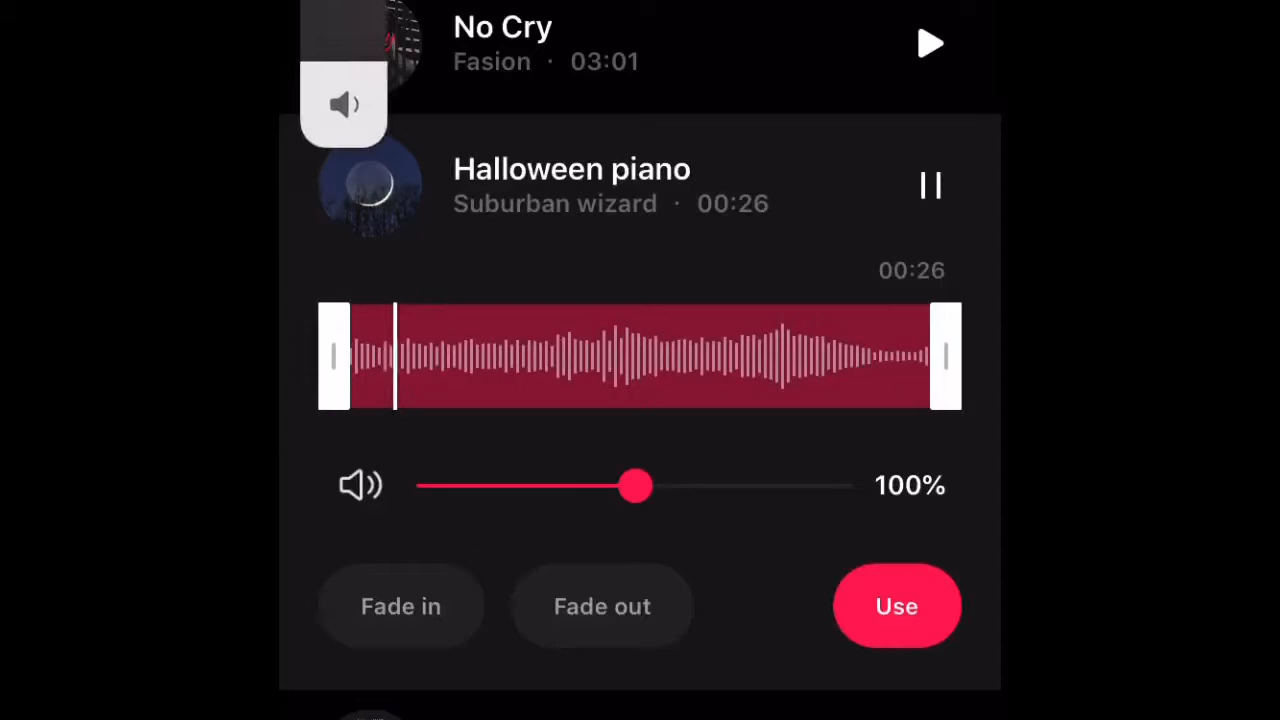 No Cry
Fasion · 03:01
Halloween piano
Suburban wizard · 00:26
00:26
100%
Fade in
Fade out
Use